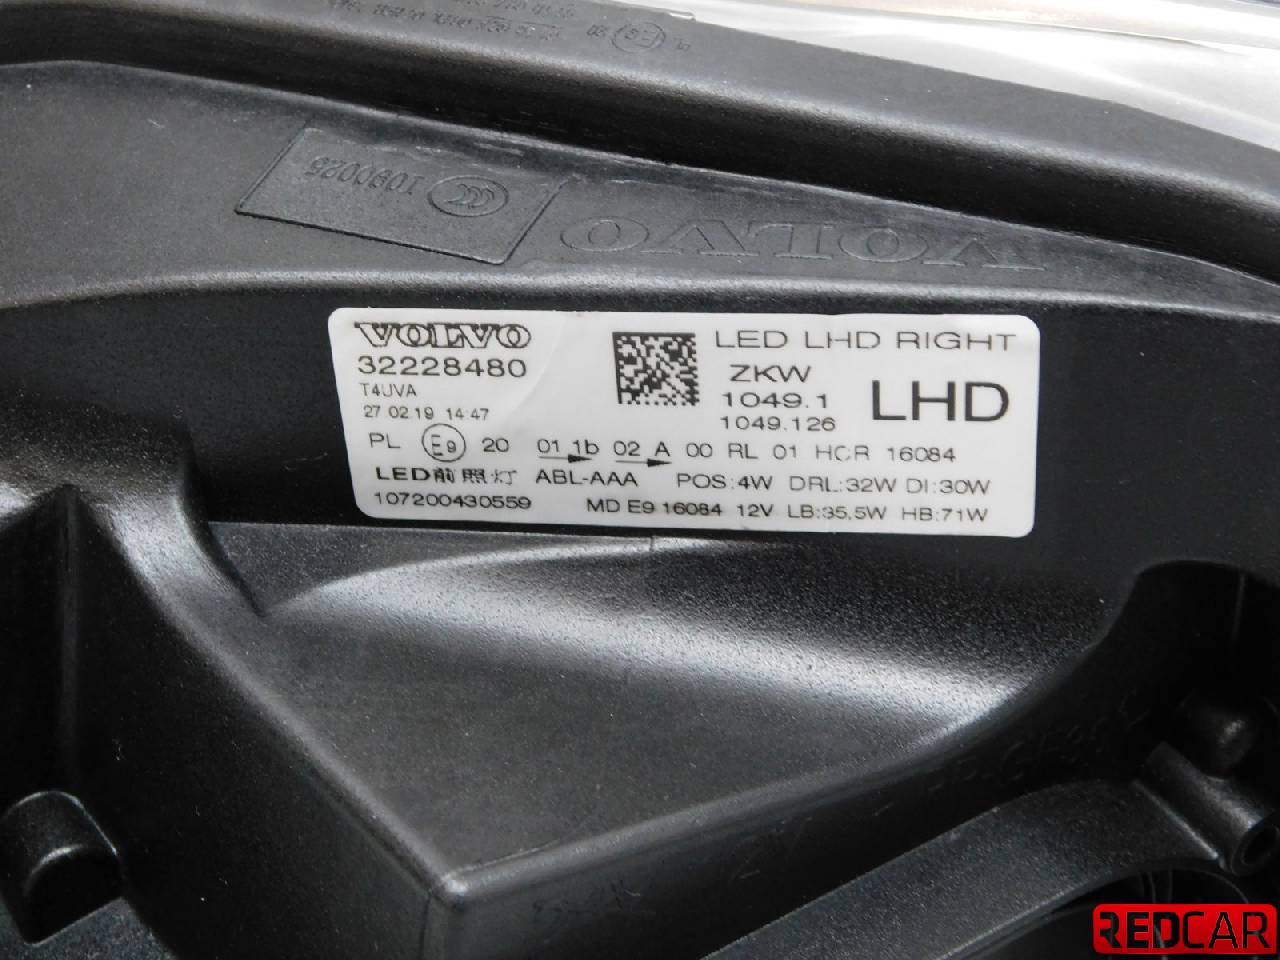 1090025
VOLVO
VOLVO
32228480
T4UVA
27 02.19 14:47
LED LHD RIGHT
ZKW
1049.1
1049.126
LHD
PL E9 20 01 1b 02 A 00 RL 01 HCR 16084
LED前照灯 ABL-AAA POS:4W DRL:32W DI:30W
107200430559 MD E9 16084 12V LB:35,5W HB:71W
REDCAR